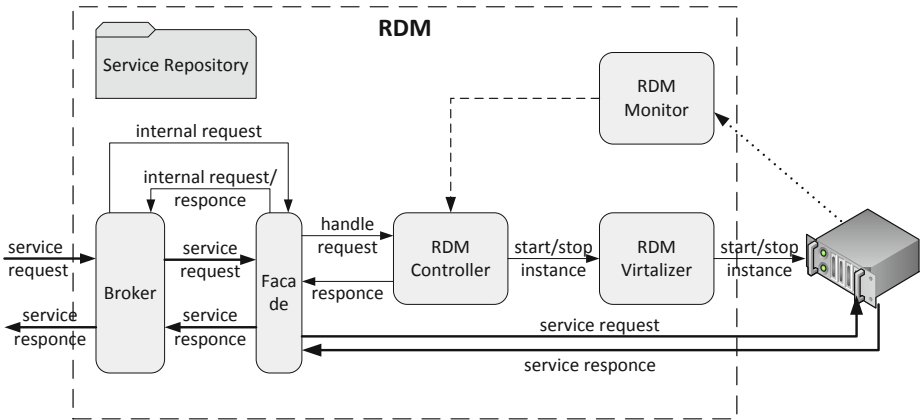 RDM
Service Repository
RDM
Monitor
internal request
internal request/
responce
service
request
Broker
service
request
Faca
de
handle
request
RDM
Controller
start/stop
instance
RDM
Virtalizer
start/stop
instance
responce
service
responce
service
responce
service request
service responce